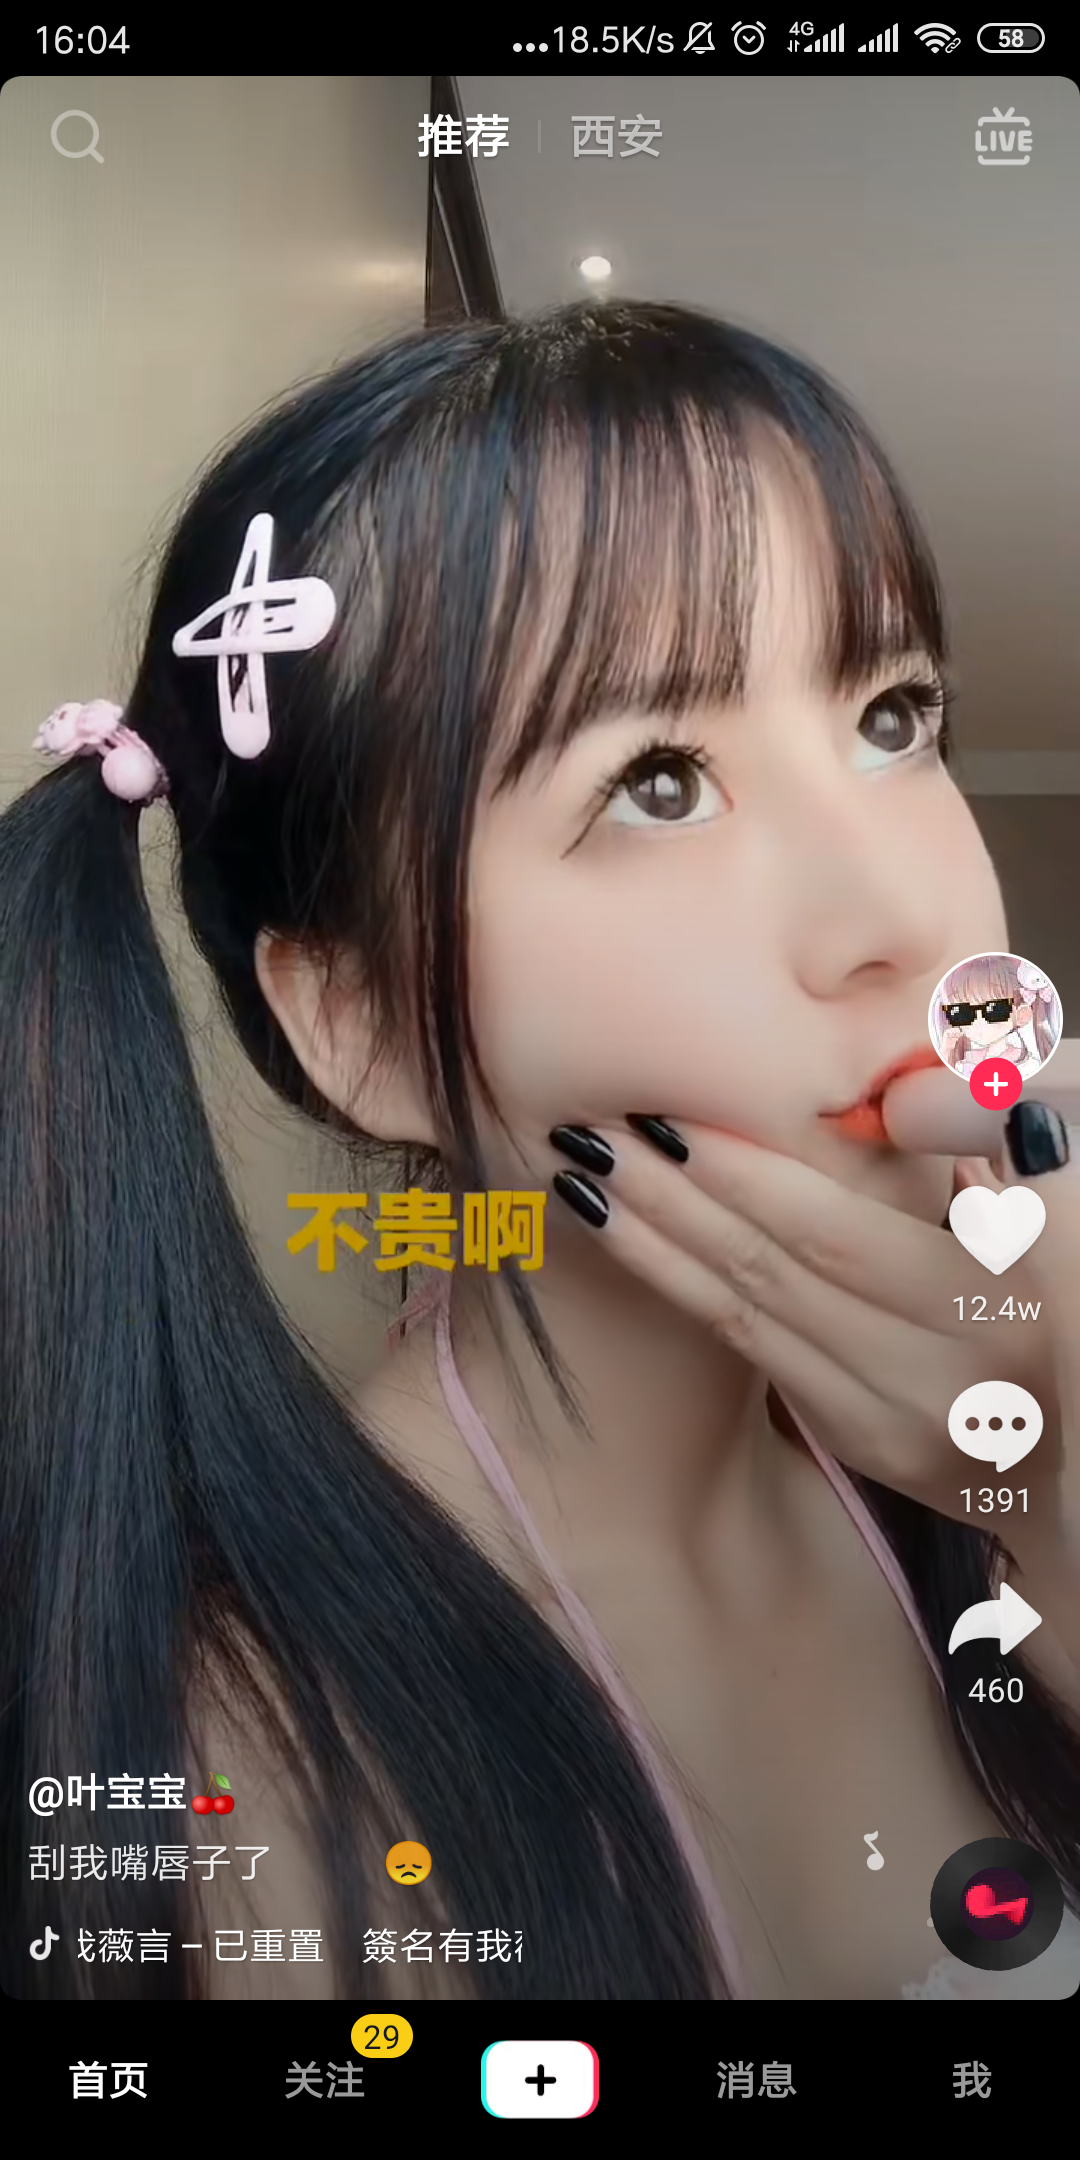 16:04
...18.5K/s
4G
58
推荐
西安
LIVE
不贵啊
12.4w
1391
460
@叶宝宝🍒
刮我嘴唇子了 😞
薇言 – 已重置 簽名有我
首页
关注
29
消息
我